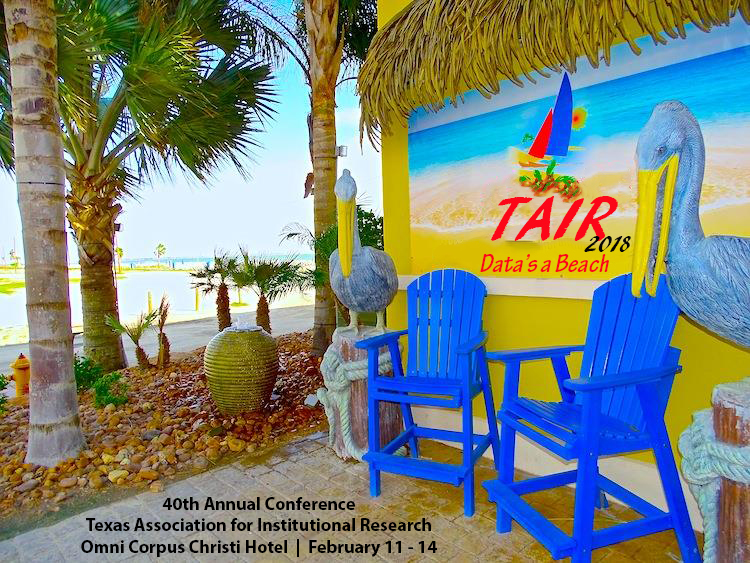 TAIR
2018
Data's a Beach
40th Annual Conference
Texas Association for Institutional Research
Omni Corpus Christi Hotel | February 11 - 14